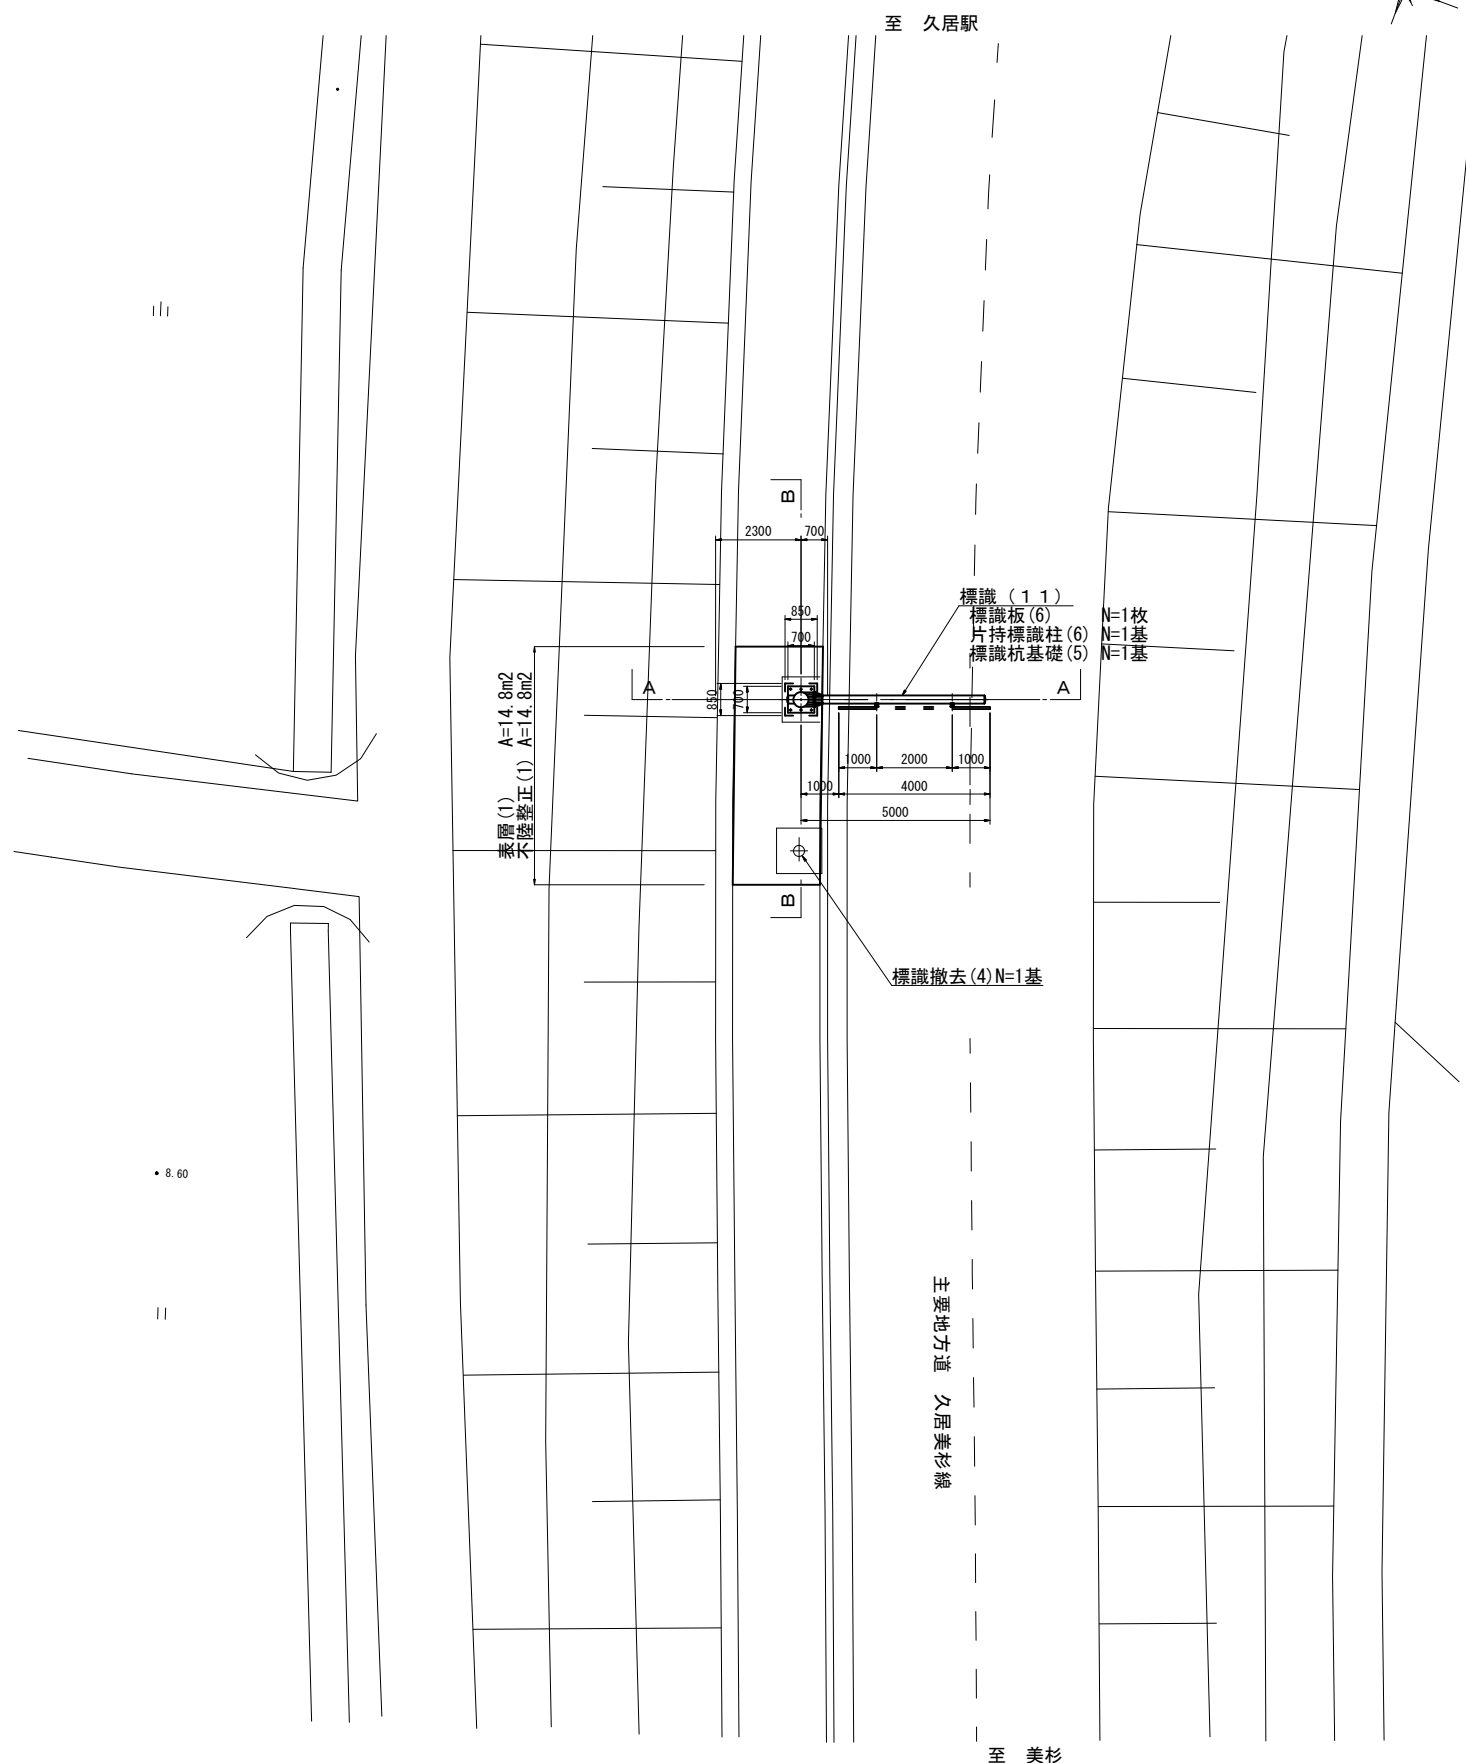 至　久居駅
B
2300
700
標識（１１）
標識板(6)　N=1枚
片持標識柱(6)　N=1基
標識杭基礎(5)　N=1基
850
700
A
A
850
700
表層(1)　A=14.8m2
不陸整正(1)　A=14.8m2
1000
2000
1000
1000
4000
5000
B
標識撤去(4)N=1基
8.60
主要地方道　久居美杉線
至　美杉